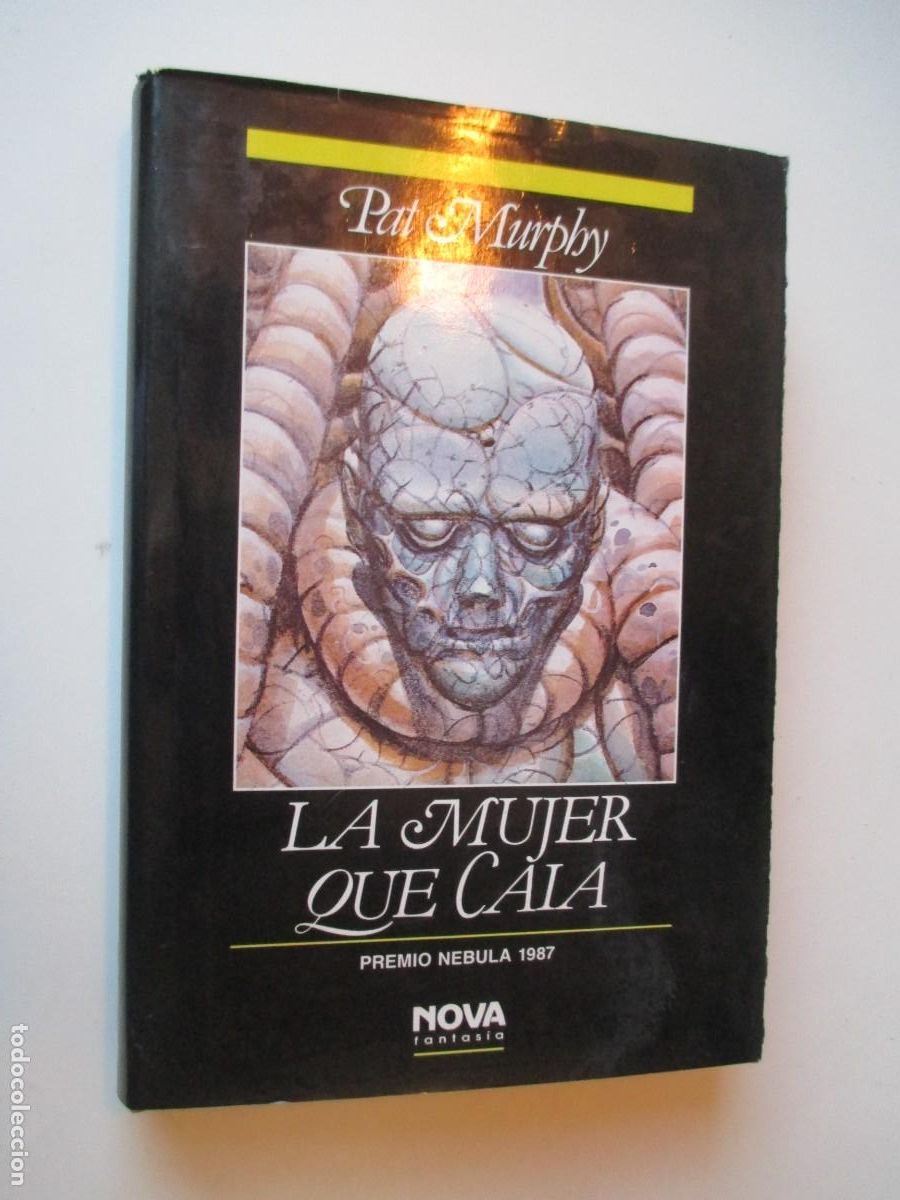 Pat Murphy
LA MUJER
QUE CAIA
PREMIO NEBULA 1987
NOVA
fantasía
todocoleccion